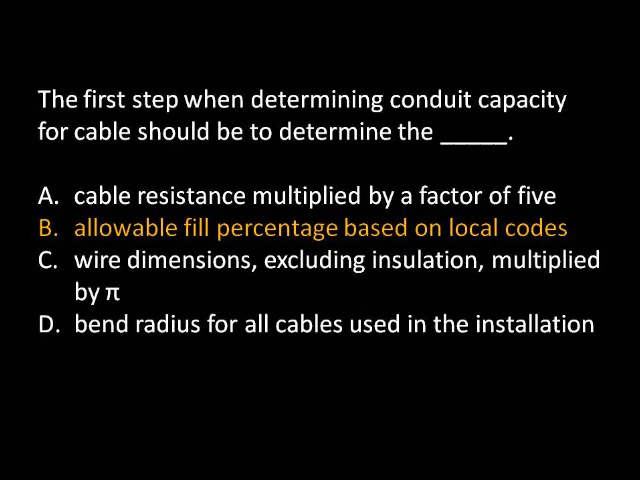 The first step when determining conduit capacity
for cable should be to determine the _____.
A. cable resistance multiplied by a factor of five
B. allowable fill percentage based on local codes
C. wire dimensions, excluding insulation, multiplied
by π
D. bend radius for all cables used in the installation